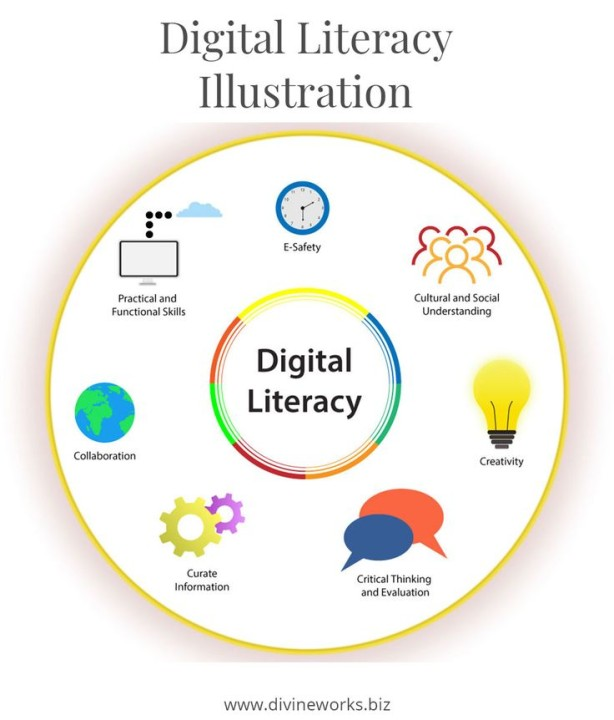 Digital Literacy
Illustration
E-Safety
Practical and
Functional Skills
Cultural and Social
Understanding
Digital
Literacy
Collaboration
Creativity
Curate
Information
Critical Thinking
and Evaluation
www.divineworks.biz